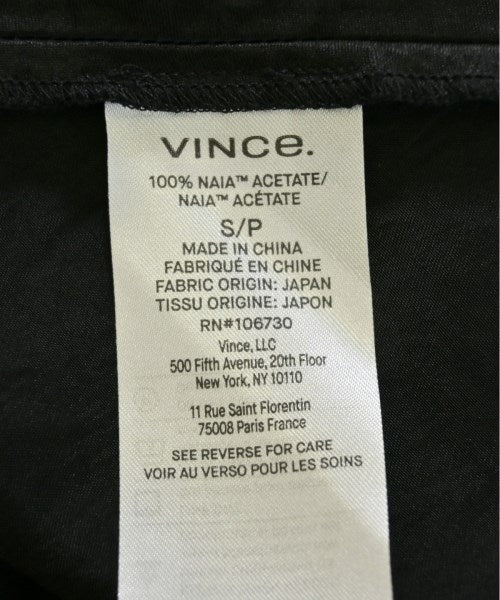 VINCE.
100% NAIA™ ACETATE/
NAIA™ ACÉTATE
S/P
MADE IN CHINA
FABRIQUÉ EN CHINE
FABRIC ORIGIN: JAPAN
TISSU ORIGINE: JAPON
RN#106730
Vince, LLC
500 Fifth Avenue, 20th Floor
New York, NY 10110
11 Rue Saint Florentin
75008 Paris France
SEE REVERSE FOR CARE
VOIR AU VERSO POUR LES SOINS